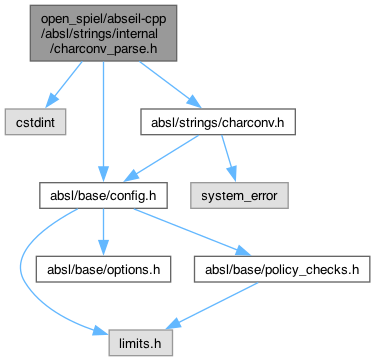 open_spiel/abseil-cpp
/absl/strings/internal
/charconv_parse.h
cstdint
absl/strings/charconv.h
absl/base/config.h
system_error
absl/base/options.h
absl/base/policy_checks.h
limits.h